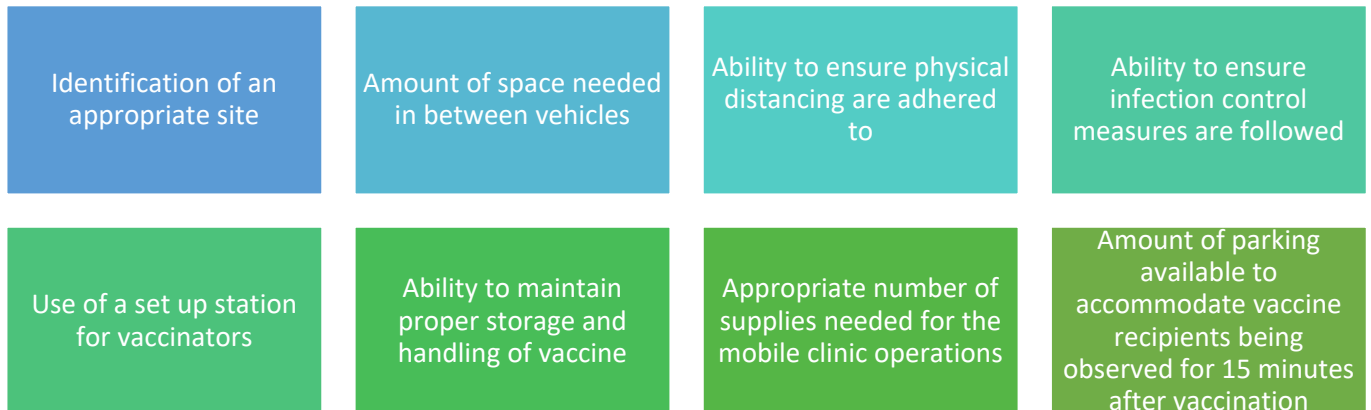 Identification of an
appropriate site
Amount of space needed
in between vehicles
Ability to ensure physical
distancing are adhered
to
Ability to ensure
infection control
measures are followed
Use of a set up station
for vaccinators
Ability to maintain
proper storage and
handling of vaccine
Appropriate number of
supplies needed for the
mobile clinic operations
Amount of parking
available to
accommodate vaccine
recipients being
observed for 15 minutes
after vaccination